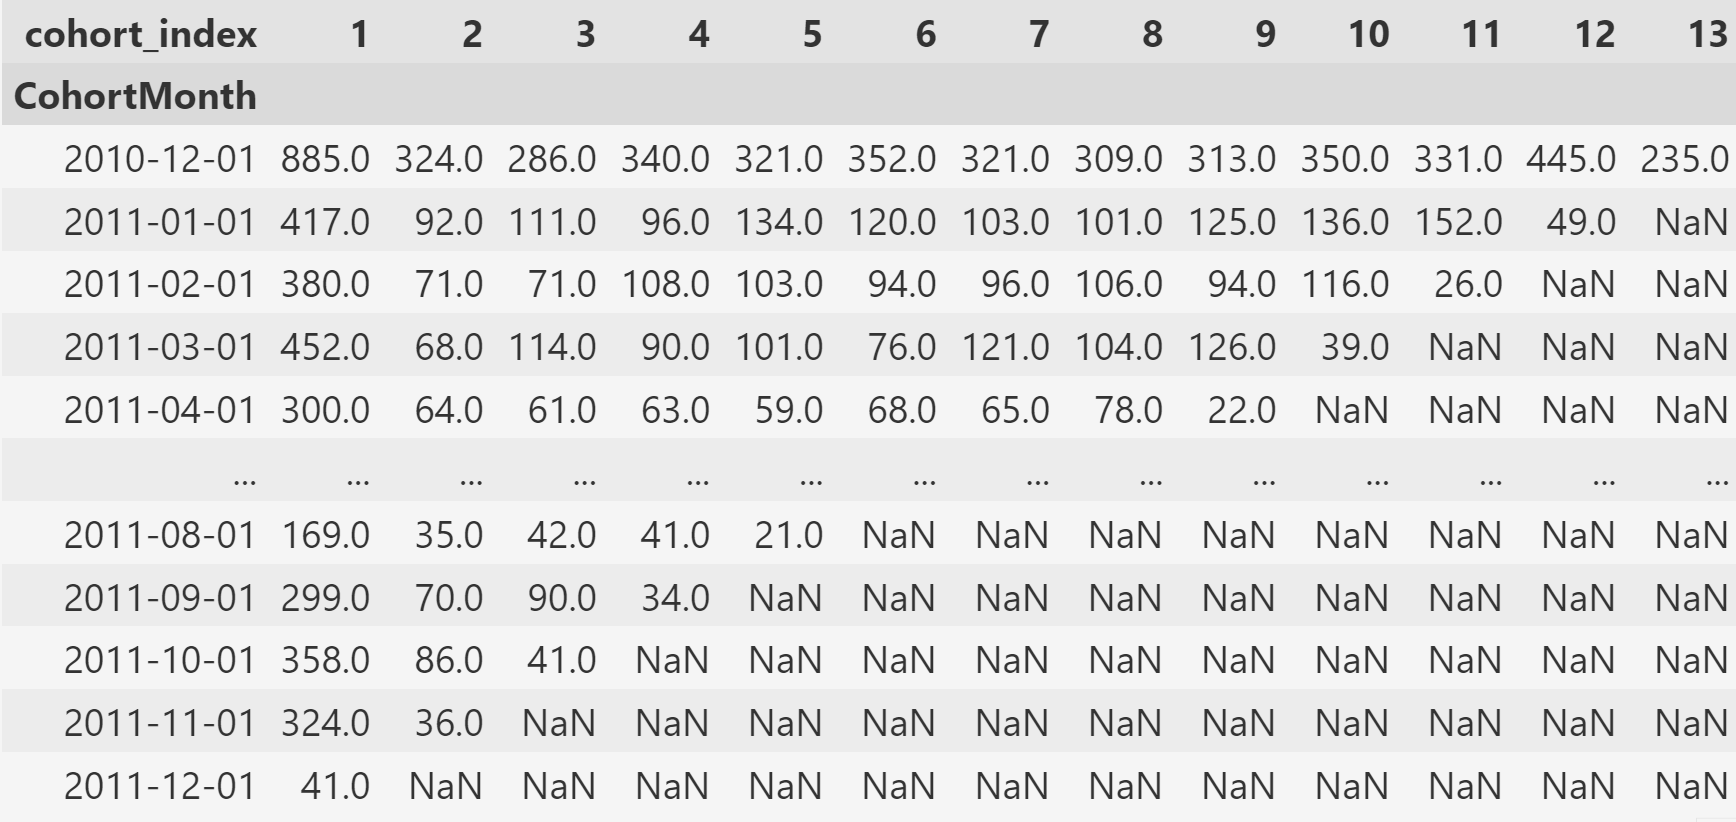 cohort_index 1 2 3 4 5 6 7 8 9 10 11 12 13
CohortMonth
2010-12-01 885.0 324.0 286.0 340.0 321.0 352.0 321.0 309.0 313.0 350.0 331.0 445.0 235.0
2011-01-01 417.0 92.0 111.0 96.0 134.0 120.0 103.0 101.0 125.0 136.0 152.0 49.0 NaN
2011-02-01 380.0 71.0 71.0 108.0 103.0 94.0 96.0 106.0 94.0 116.0 26.0 NaN NaN
2011-03-01 452.0 68.0 114.0 90.0 101.0 76.0 121.0 104.0 126.0 39.0 NaN NaN NaN
2011-04-01 300.0 64.0 61.0 63.0 59.0 68.0 65.0 78.0 22.0 NaN NaN NaN NaN
... ... ... ... ... ... ... ... ... ... ... ... ... ...
2011-08-01 169.0 35.0 42.0 41.0 21.0 NaN NaN NaN NaN NaN NaN NaN NaN
2011-09-01 299.0 70.0 90.0 34.0 NaN NaN NaN NaN NaN NaN NaN NaN NaN
2011-10-01 358.0 86.0 41.0 NaN NaN NaN NaN NaN NaN NaN NaN NaN NaN
2011-11-01 324.0 36.0 NaN NaN NaN NaN NaN NaN NaN NaN NaN NaN NaN
2011-12-01 41.0 NaN NaN NaN NaN NaN NaN NaN NaN NaN NaN NaN NaN